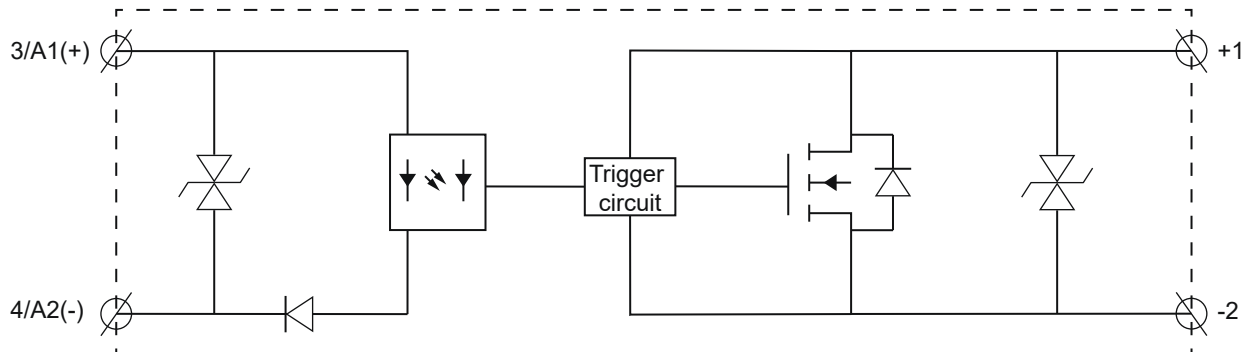 3/A1(+)
+1
Trigger
circuit
4/A2(-)
-2